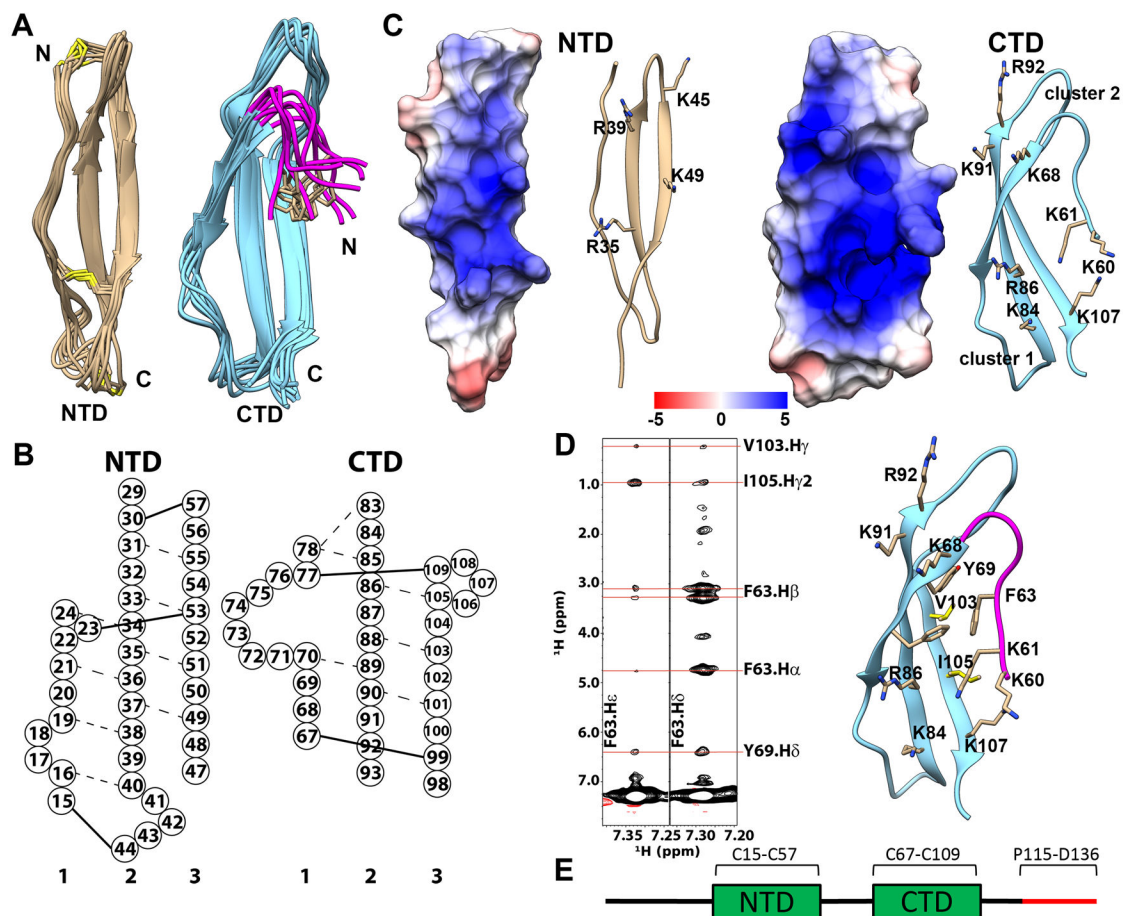 A
N
C
NTD
N
C
CTD
C
NTD
K45
R39
K49
R35
CTD
R92
cluster 2
K91
K68
K61
K60
R86
K84
K107
cluster 1
-5 0 5
B
NTD
29
30
31
32
33
34
35
36
37
38
39
40
41
42
43
44
24
23
22
21
20
19
18
17
16
15
57
56
55
54
53
52
51
50
49
48
47
1 2 3
CTD
78
77
76
75
74
73
72
71
70
69
68
67
83
84
85
86
87
88
89
90
91
92
93
109
108
107
106
105
104
103
102
101
100
99
98
1 2 3
D
1.0
2.0
3.0
4.0
5.0
6.0
7.0
¹H (ppm)
F63.Hε
F63.Hδ
7.35 7.25 7.30 7.20
¹H (ppm)
V103.Hγ
I105.Hγ2
F63.Hβ
F63.Hα
Y69.Hδ
R92
K91
K68
Y69
V103
F63
I105
K61
R86
K60
K84
K107
E
C15-C57
C67-C109
P115-D136
NTD
CTD